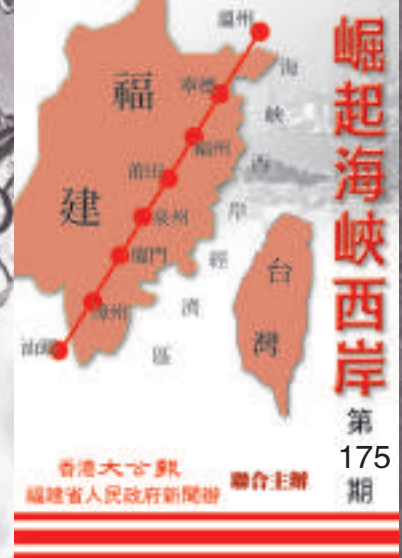 崛起海峽西岸
第
175
期
溫州
寧德
福州
莆田
泉州
廈門
漳州
汕頭
福建
海峽西岸經濟區
台灣
香港大公報
福建省人民政府新聞辦
聯合主辦